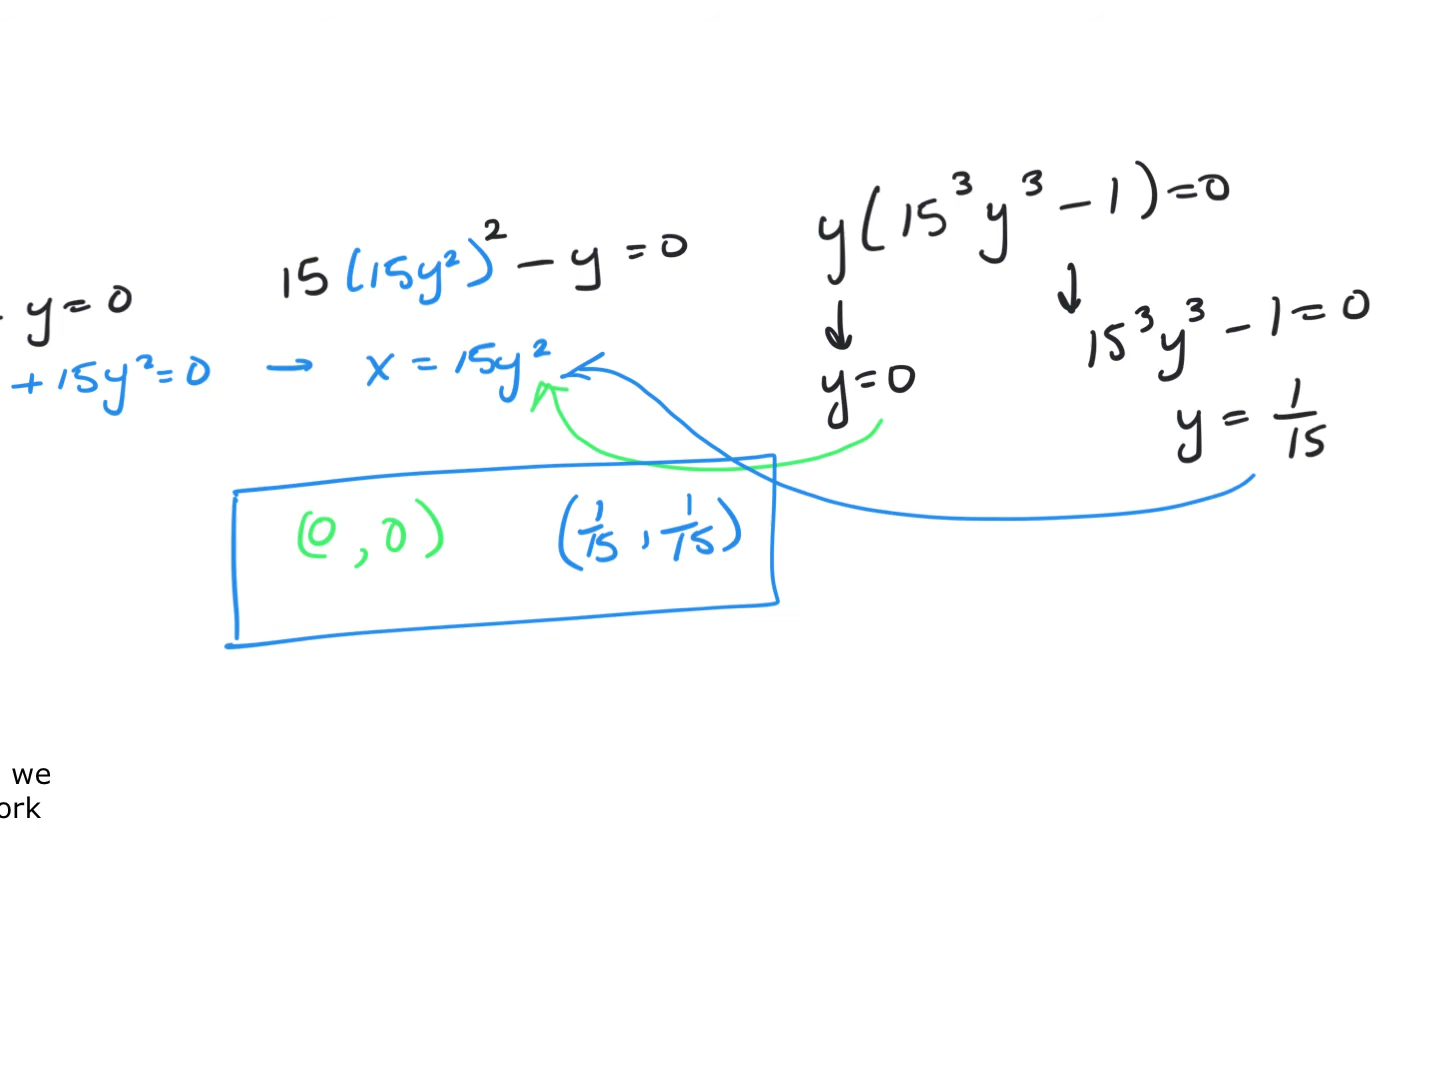 y(15³y³ - 1) = 0
15(15y²)² - y = 0
y = 0
15³y³ - 1 = 0
+ 15y² = 0 → x = 15y²
y = 0
y = 1/15
(0, 0) (1/15, 1/15)
we
ork